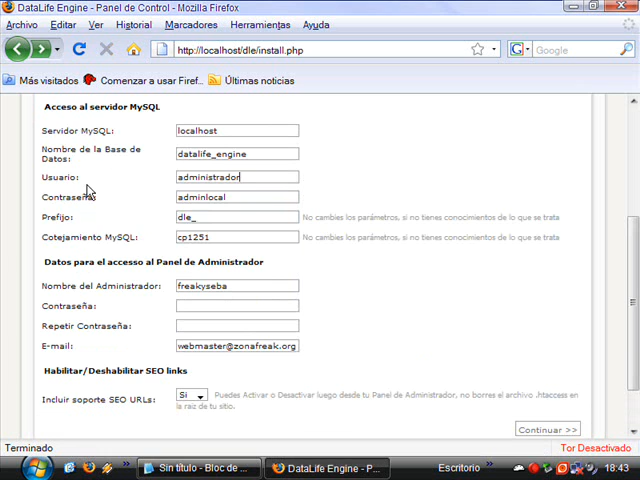 DataLife Engine - Panel de Control - Mozilla Firefox
Archivo Editar Ver Historial Marcadores Herramientas Ayuda
http://localhost/dle/install.php
Google
Más visitados Comenzar a usar Firef... Últimas noticias
Acceso al servidor MySQL
Servidor MySQL: localhost
Nombre de la Base de
Datos: datalife_engine
Usuario: administrador
Contraseña: adminlocal
Prefijo: dle_ No cambies los parámetros, si no tienes conocimientos de lo que se trata
Cotejamiento MySQL: cp1251 No cambies los parámetros, si no tienes conocimientos de lo que se trata
Datos para el accesso al Panel de Administrador
Nombre del Administrador: freakyseba
Contraseña:
Repetir Contraseña:
E-mail: webmaster@zonafreak.org
Habilitar/Deshabilitar SEO links
Incluir soporte SEO URLs: Si Puedes Activar o Desactivar luego desde tu Panel de Administrador, no borres el archivo .htaccess en
la raiz de tu sitio.
Continuar >>
Terminado Tor Desactivado
Sin título - Bloc de ... DataLife Engine - P... Escritorio 18:43